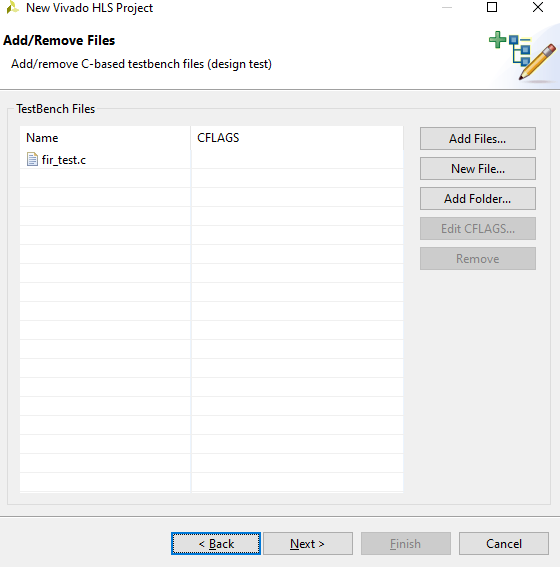 New Vivado HLS Project
Add/Remove Files
Add/remove C-based testbench files (design test)
TestBench Files
Name CFLAGS
fir_test.c
Add Files...
New File...
Add Folder...
Edit CFLAGS...
Remove
< Back Next > Finish Cancel